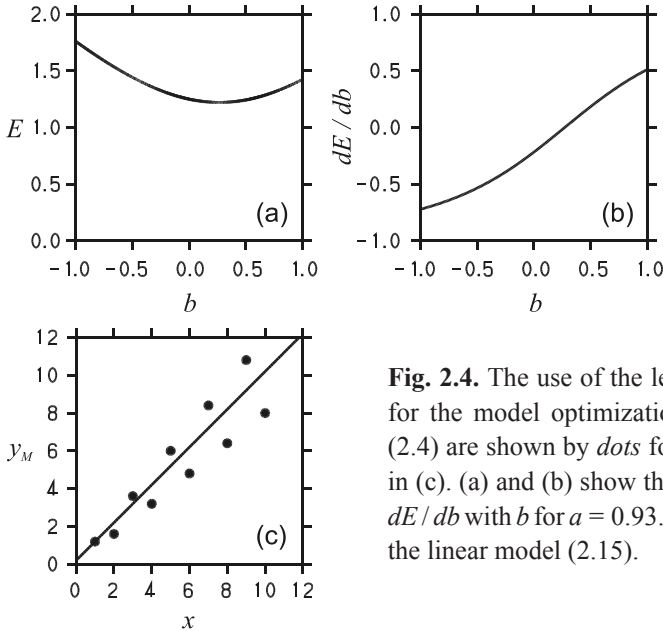 2.0
1.5
E 1.0
0.5
0.0
(a)
−1.0 −0.5 0.0 0.5 1.0
b
1.0
0.5
dE / db 0.0
−0.5
−1.0
(b)
−1.0 −0.5 0.0 0.5 1.0
b
12
10
8
y_M 6
4
2
0
(c)
0 2 4 6 8 10 12
x
Fig. 2.4. The use of the le
for the model optimizatio
(2.4) are shown by dots fo
in (c). (a) and (b) show th
dE / db with b for a = 0.93.
the linear model (2.15).